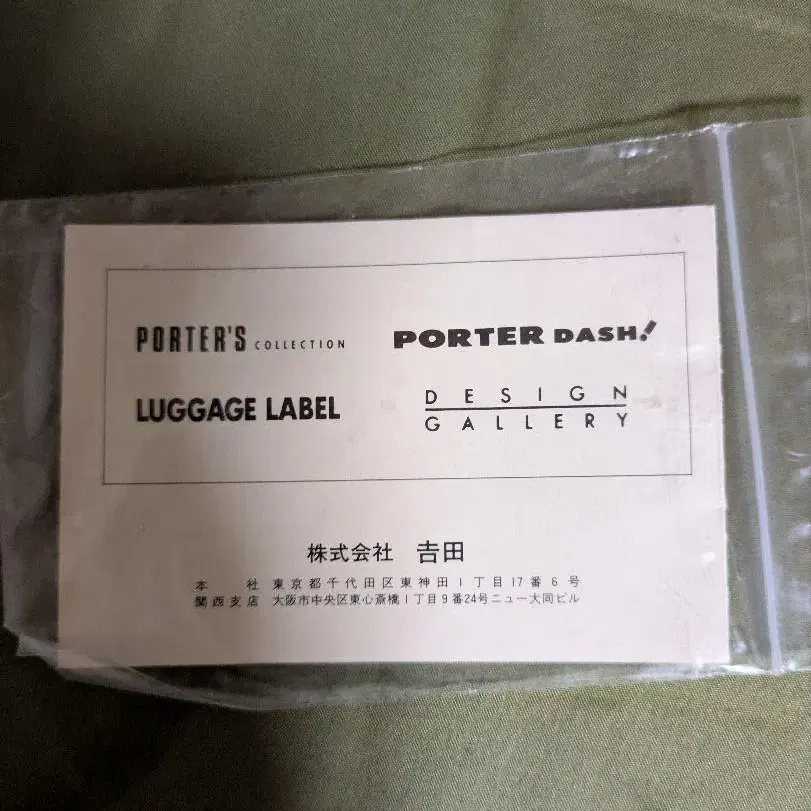 PORTER'S COLLECTION
PORTER DASH!
LUGGAGE LABEL
DESIGN
GALLERY
株式会社 𠮷田
本 社 東京都千代田区東神田1丁目17番6号
関西支店 大阪市中央区東心斎橋1丁目9番24号ニュー大同ビル